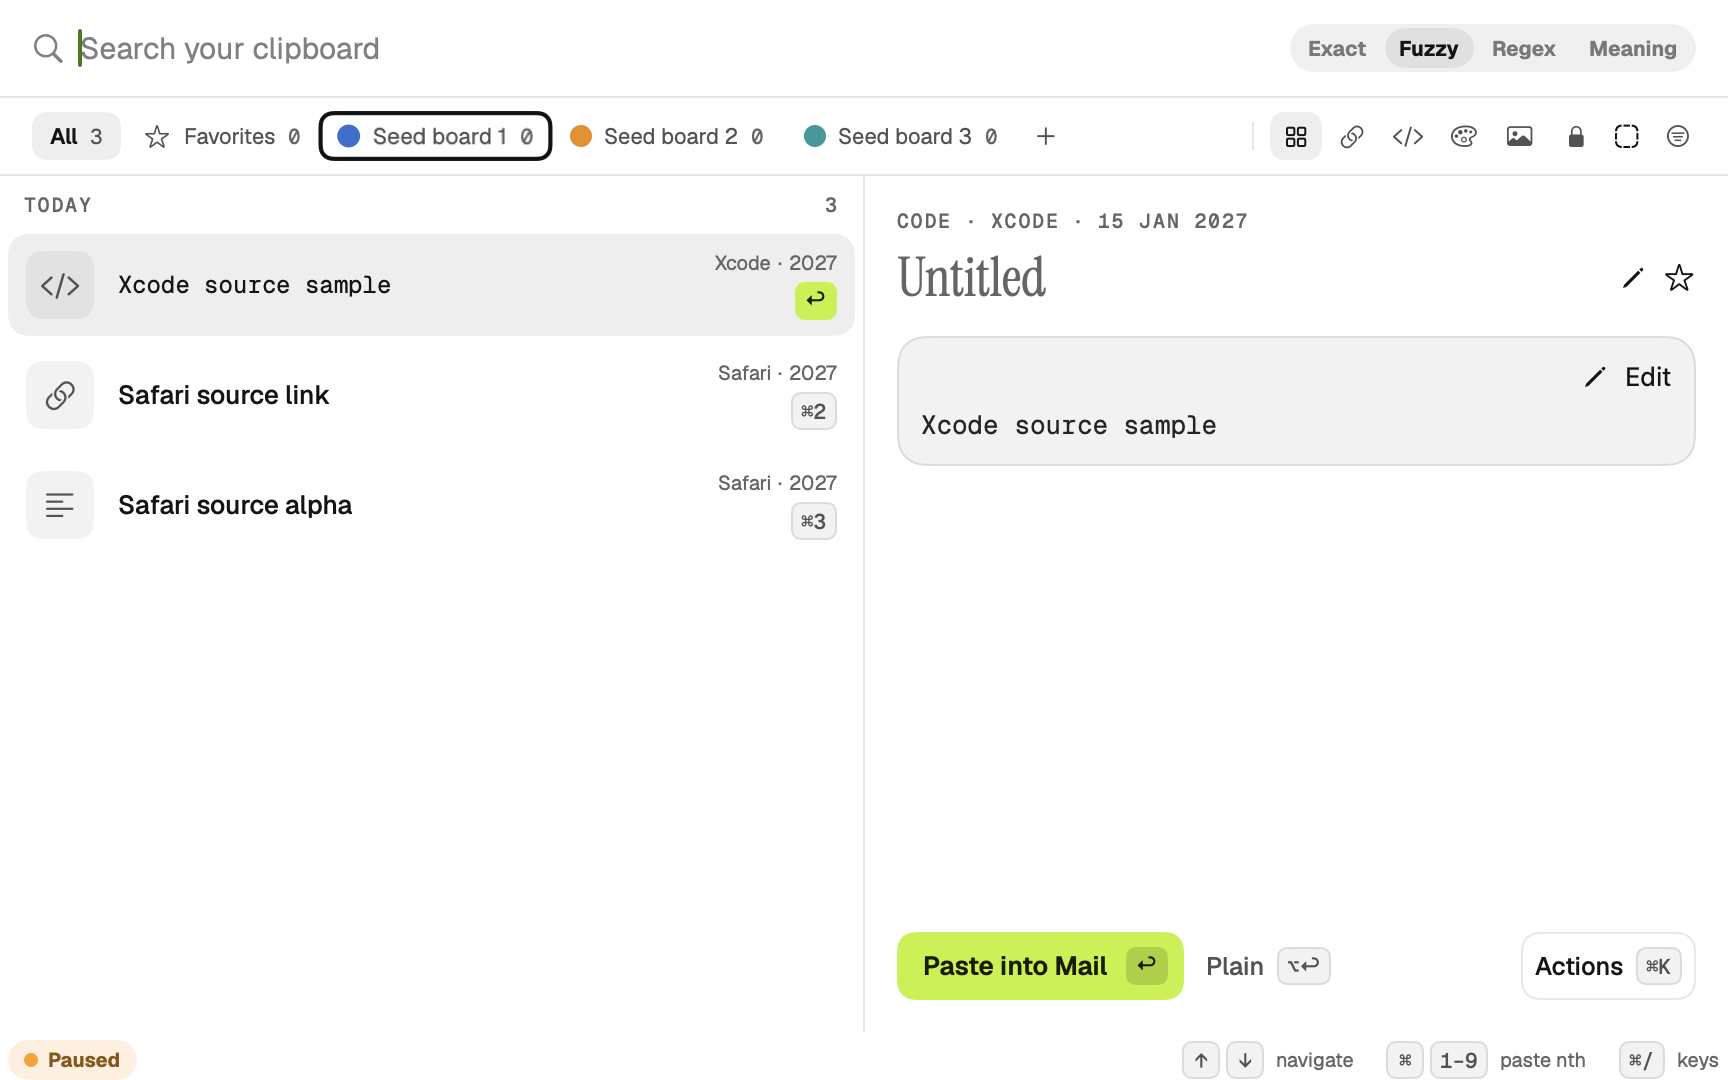 Search your clipboard
Exact Fuzzy Regex Meaning
All 3 Favorites 0 Seed board 1 0 Seed board 2 0 Seed board 3 0 +
TODAY 3
Xcode source sample
Xcode · 2027
Safari source link
Safari · 2027
⌘2
Safari source alpha
Safari · 2027
⌘3
CODE · XCODE · 15 JAN 2027
Untitled
Edit
Xcode source sample
Paste into Mail ↩ Plain ⌥↩ Actions ⌘K
Paused
↑ ↓ navigate ⌘ 1–9 paste nth ⌘/ keys